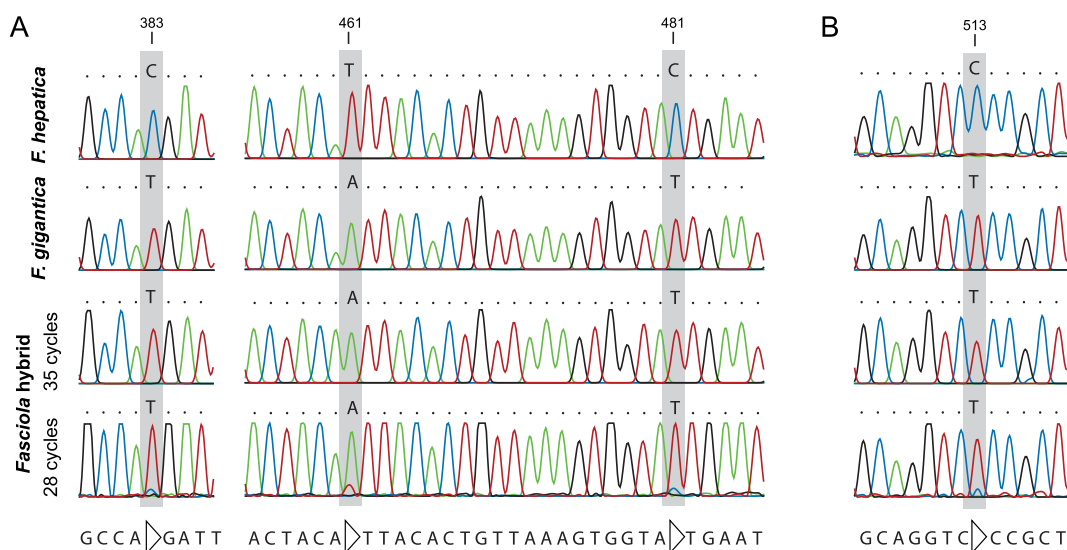 A
B
383 461 481 513
F. hepatica
C T C C
F. gigantica
T A T T
Fasciola hybrid
35 cycles
T A T T
28 cycles
T A T T
GCCA GATT ACTACA TTACACTGTTAAAGTGGTA TGAAT GCAGGTC CCGCT